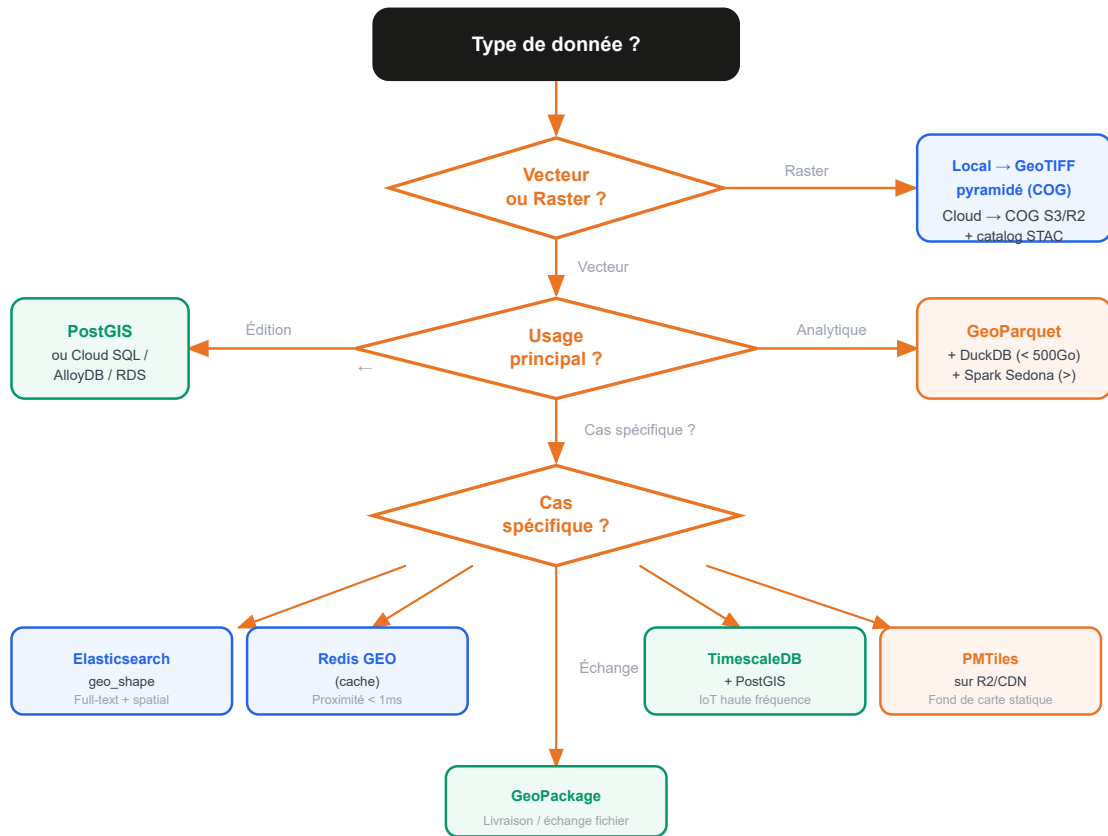 Type de donnée ?
Vecteur
ou Raster ?
Raster
Local → GeoTIFF
pyramidé (COG)
Cloud → COG S3/R2
+ catalog STAC
Vecteur
PostGIS
ou Cloud SQL /
AlloyDB / RDS
Édition
←
Usage
principal ?
Analytique
GeoParquet
+ DuckDB (< 500Go)
+ Spark Sedona (>)
Cas spécifique ?
Cas
spécifique ?
Elasticsearch
geo_shape
Full-text + spatial
Redis GEO
(cache)
Proximité < 1ms
Échange
TimescaleDB
+ PostGIS
IoT haute fréquence
PMTiles
sur R2/CDN
Fond de carte statique
GeoPackage
Livraison / échange fichier